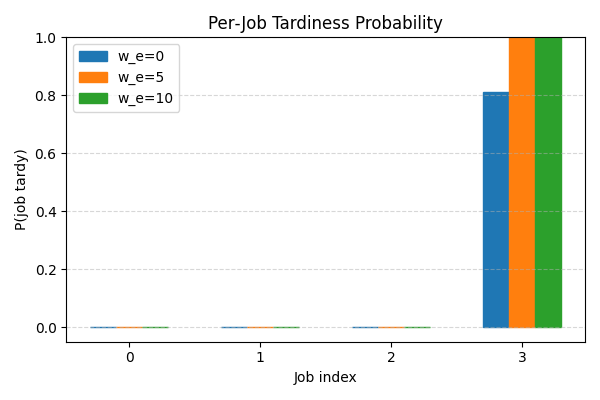 Per-Job Tardiness Probability
w_e=0
w_e=5
w_e=10
P(job tardy)
1.0
0.8
0.6
0.4
0.2
0.0
0 1 2 3
Job index